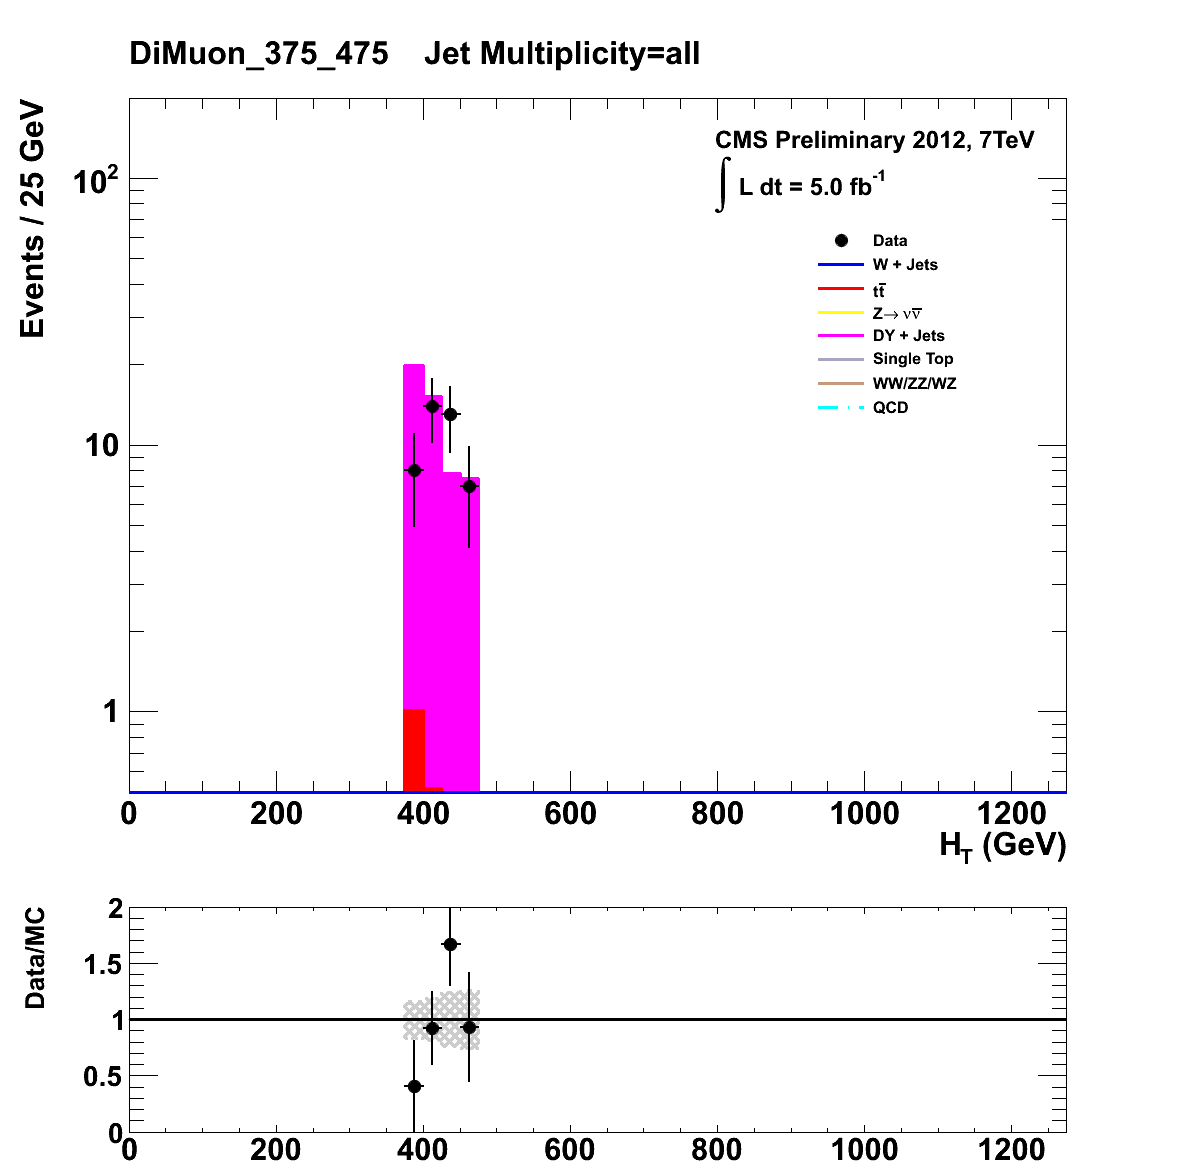 DiMuon_375_475    Jet Multiplicity=all
Events / 25 GeV
CMS Preliminary 2012, 7TeV
∫ L dt = 5.0 fb⁻¹
Data
W + Jets
tt̅
Z→ νν̅
DY + Jets
Single Top
WW/ZZ/WZ
QCD
10²
10
1
0 200 400 600 800 1000 1200
H_T (GeV)
Data/MC
2
1.5
1
0.5
0
0 200 400 600 800 1000 1200